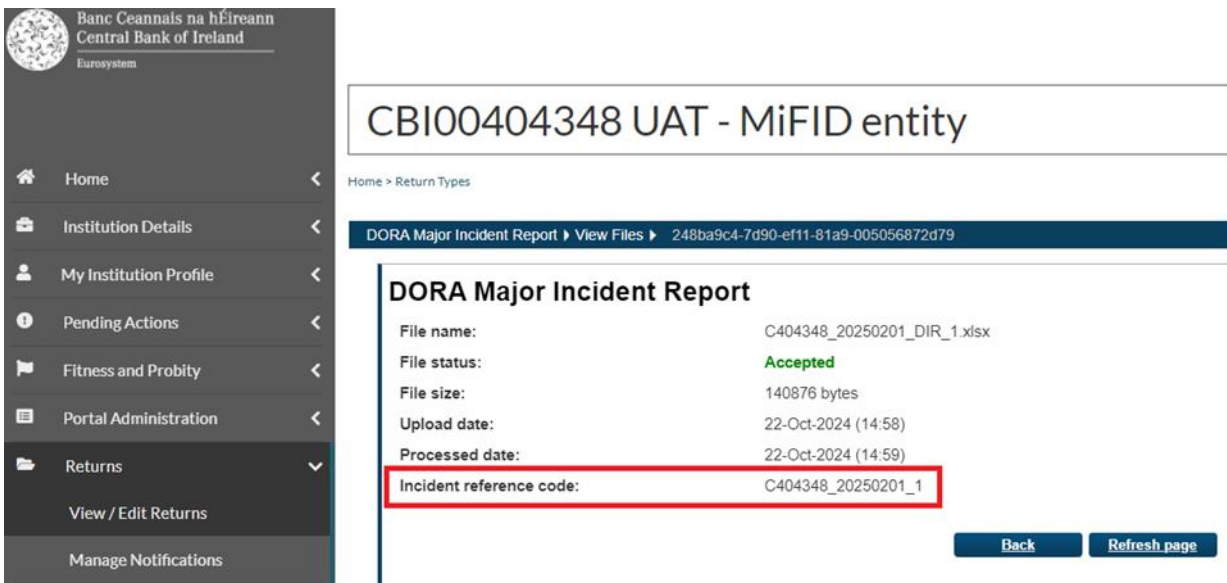 Banc Ceannais na hÉireann
Central Bank of Ireland
Eurosystem
Home
Institution Details
My Institution Profile
Pending Actions
Fitness and Probity
Portal Administration
Returns
View / Edit Returns
Manage Notifications
CBI00404348 UAT - MiFID entity
Home > Return Types
DORA Major Incident Report View Files 248ba9c4-7d90-ef11-81a9-005056872d79
DORA Major Incident Report
File name: C404348_20250201_DIR_1.xlsx
File status: Accepted
File size: 140876 bytes
Upload date: 22-Oct-2024 (14:58)
Processed date: 22-Oct-2024 (14:59)
Incident reference code: C404348_20250201_1
Back Refresh page